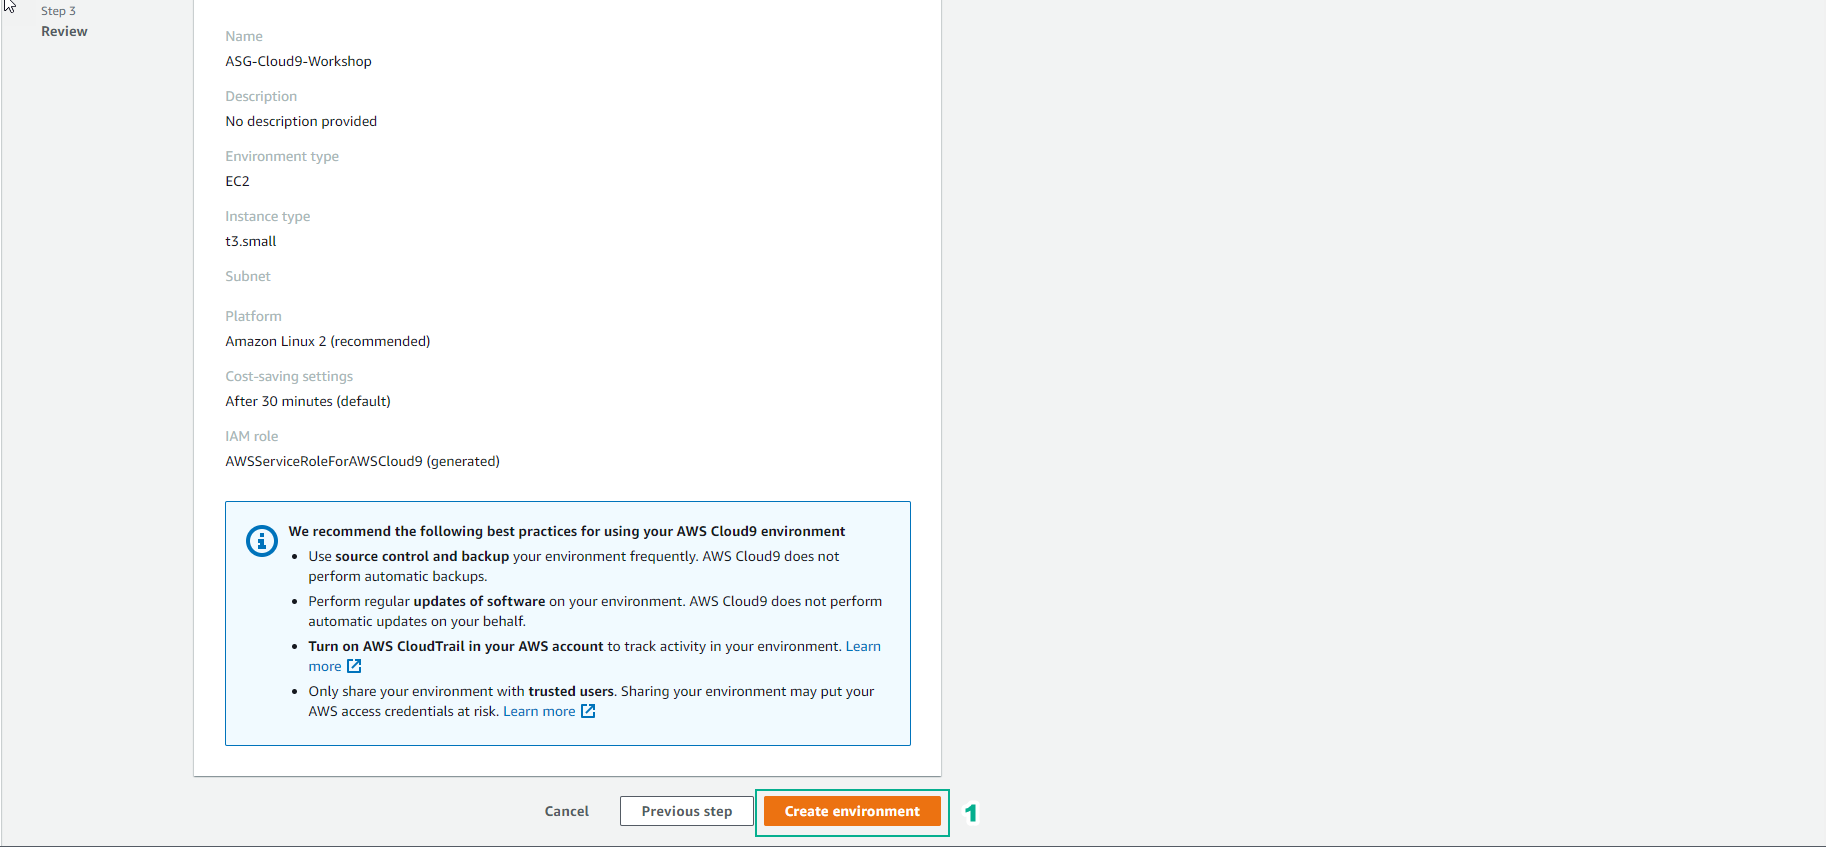 Step 3
Review
Name
ASG-Cloud9-Workshop
Description
No description provided
Environment type
EC2
Instance type
t3.small
Subnet
Platform
Amazon Linux 2 (recommended)
Cost-saving settings
After 30 minutes (default)
IAM role
AWSServiceRoleForAWSCloud9 (generated)
We recommend the following best practices for using your AWS Cloud9 environment
• Use source control and backup your environment frequently. AWS Cloud9 does not
perform automatic backups.
• Perform regular updates of software on your environment. AWS Cloud9 does not perform
automatic updates on your behalf.
• Turn on AWS CloudTrail in your AWS account to track activity in your environment. Learn
more
• Only share your environment with trusted users. Sharing your environment may put your
AWS access credentials at risk. Learn more
Cancel
Previous step
Create environment
1